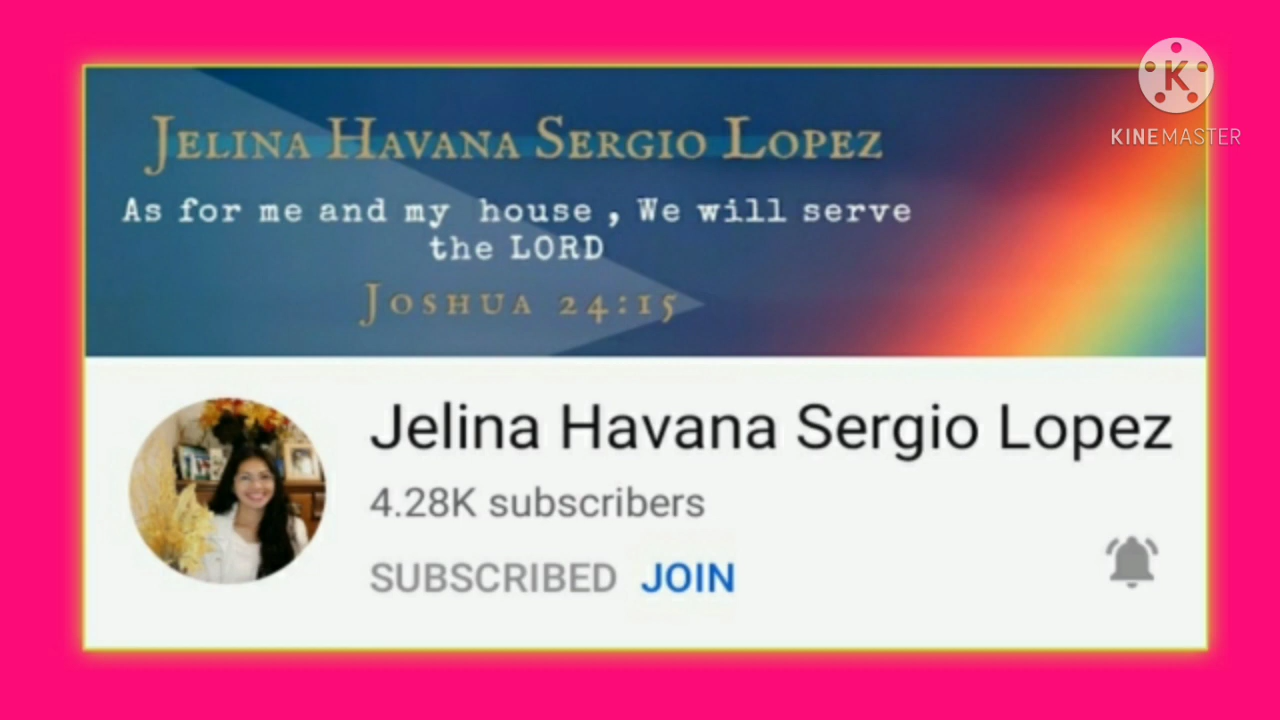 K
KINEMASTER
Jelina Havana Sergio Lopez
As for me and my house , We will serve
the LORD
Joshua 24:15
Jelina Havana Sergio Lopez
4.28K subscribers
SUBSCRIBED JOIN